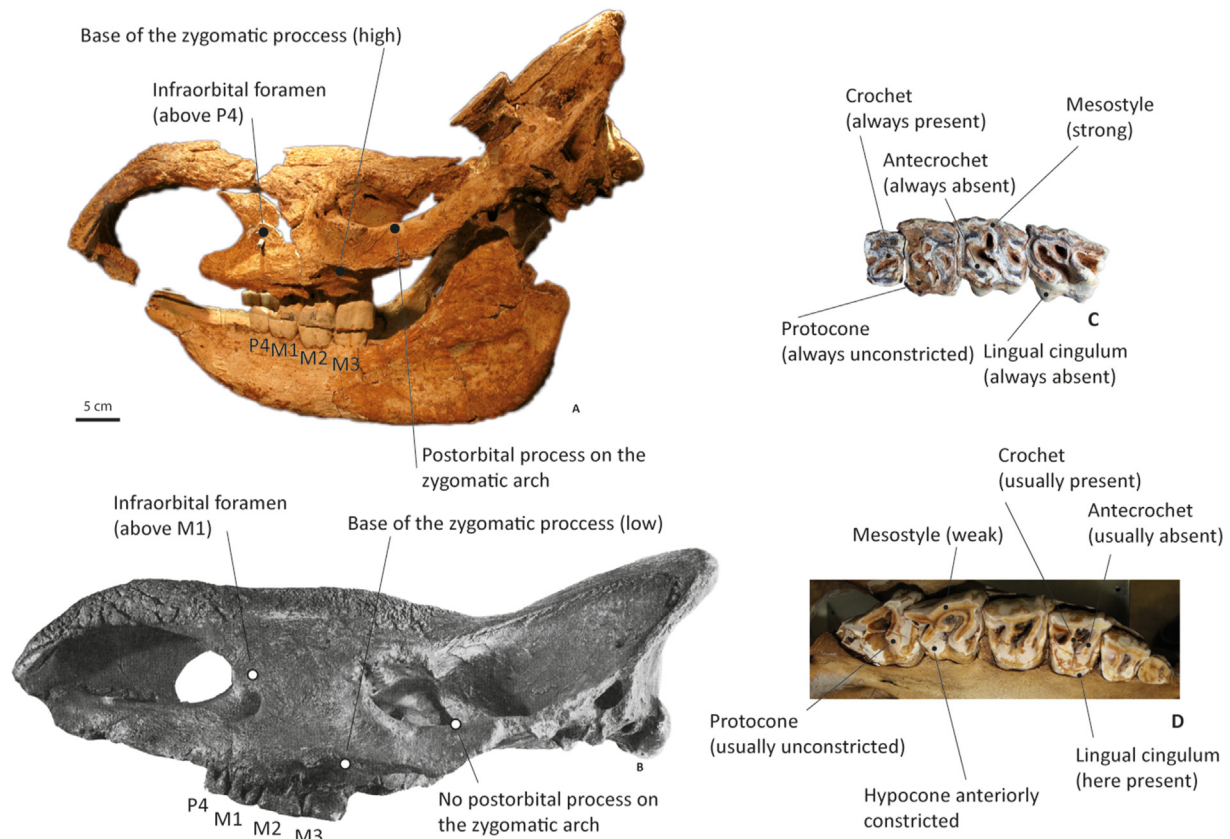 Base of the zygomatic proccess (high)
Infraorbital foramen
(above P4)
P4
M1
M2
M3
5 cm
A
Postorbital process on the
zygomatic arch
Crochet
(always present)
Mesostyle
(strong)
Antecrochet
(always absent)
Protocone
(always unconstricted)
Lingual cingulum
(always absent)
C
Infraorbital foramen
(above M1)
Base of the zygomatic proccess (low)
P4
M1
M2
M3
B
No postorbital process on
the zygomatic arch
Crochet
(usually present)
Antecrochet
(usually absent)
Mesostyle (weak)
Protocone
(usually unconstricted)
D
Lingual cingulum
(here present)
Hypocone anteriorly
constricted